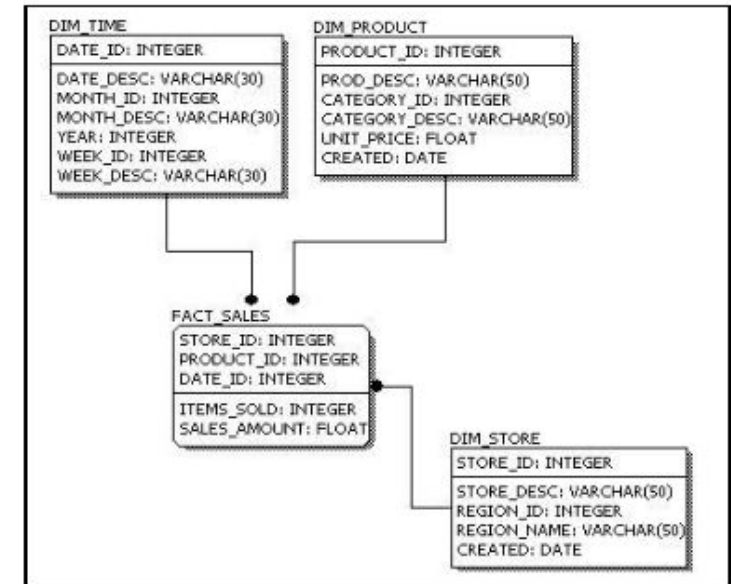 DIM_TIME
DATE_ID: INTEGER
DATE_DESC: VARCHAR(30)
MONTH_ID: INTEGER
MONTH_DESC: VARCHAR(30)
YEAR: INTEGER
WEEK_ID: INTEGER
WEEK_DESC: VARCHAR(30)
DIM_PRODUCT
PRODUCT_ID: INTEGER
PROD_DESC: VARCHAR(50)
CATEGORY_ID: INTEGER
CATEGORY_DESC: VARCHAR(50)
UNIT_PRICE: FLOAT
CREATED: DATE
FACT_SALES
STORE_ID: INTEGER
PRODUCT_ID: INTEGER
DATE_ID: INTEGER
ITEMS_SOLD: INTEGER
SALES_AMOUNT: FLOAT
DIM_STORE
STORE_ID: INTEGER
STORE_DESC: VARCHAR(50)
REGION_ID: INTEGER
REGION_NAME: VARCHAR(50)
CREATED: DATE